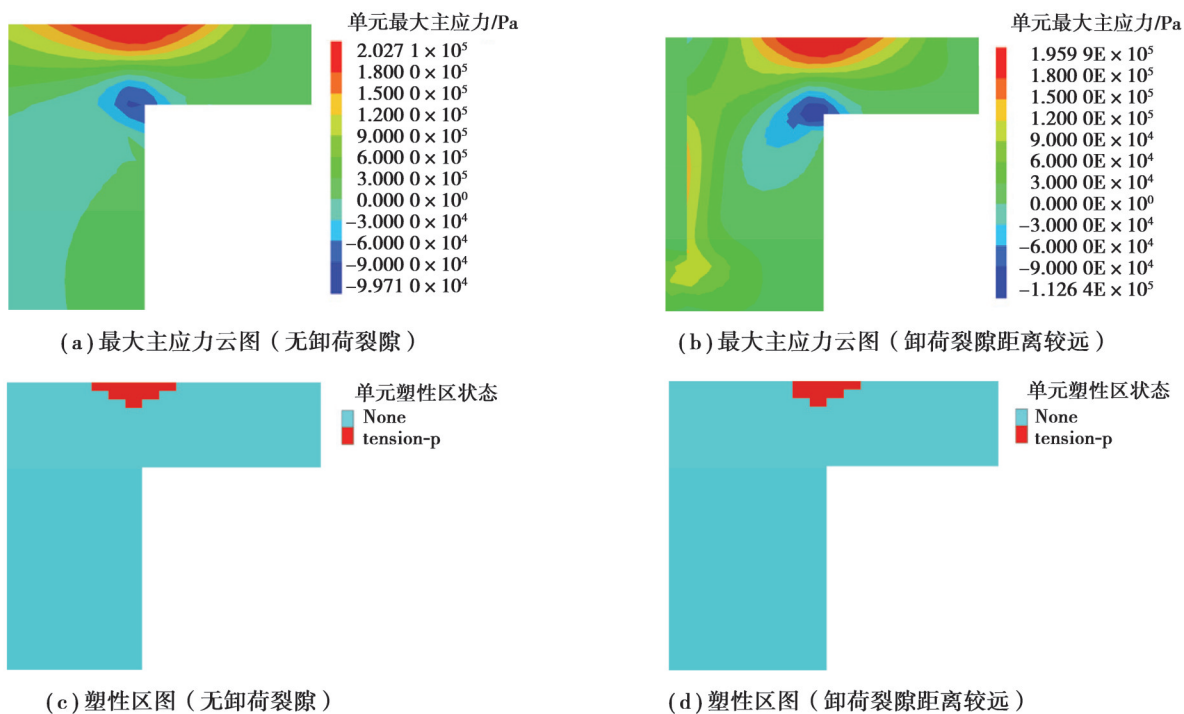 单元最大主应力/Pa
2.027 1×10⁵
1.800 0×10⁵
1.500 0×10⁵
1.200 0×10⁵
9.000 0×10⁵
6.000 0×10⁵
3.000 0×10⁵
0.000 0×10⁰
−3.000 0×10⁴
−6.000 0×10⁴
−9.000 0×10⁴
−9.971 0×10⁴
(a)最大主应力云图（无卸荷裂隙）
单元最大主应力/Pa
1.959 9E×10⁵
1.800 0E×10⁵
1.500 0E×10⁵
1.200 0E×10⁵
9.000 0E×10⁴
6.000 0E×10⁴
3.000 0E×10⁴
0.000 0E×10⁰
−3.000 0E×10⁴
−6.000 0E×10⁴
−9.000 0E×10⁴
−1.126 4E×10⁵
(b)最大主应力云图（卸荷裂隙距离较远）
单元塑性区状态
None
tension-p
(c)塑性区图（无卸荷裂隙）
单元塑性区状态
None
tension-p
(d)塑性区图（卸荷裂隙距离较远）